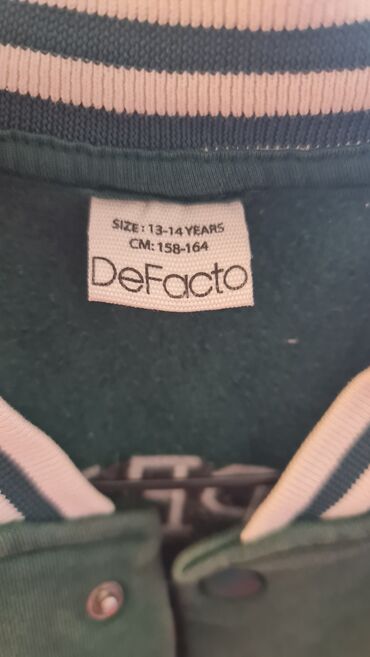 SIZE: 13-14 YEARS
CM: 158-164
DeFacto